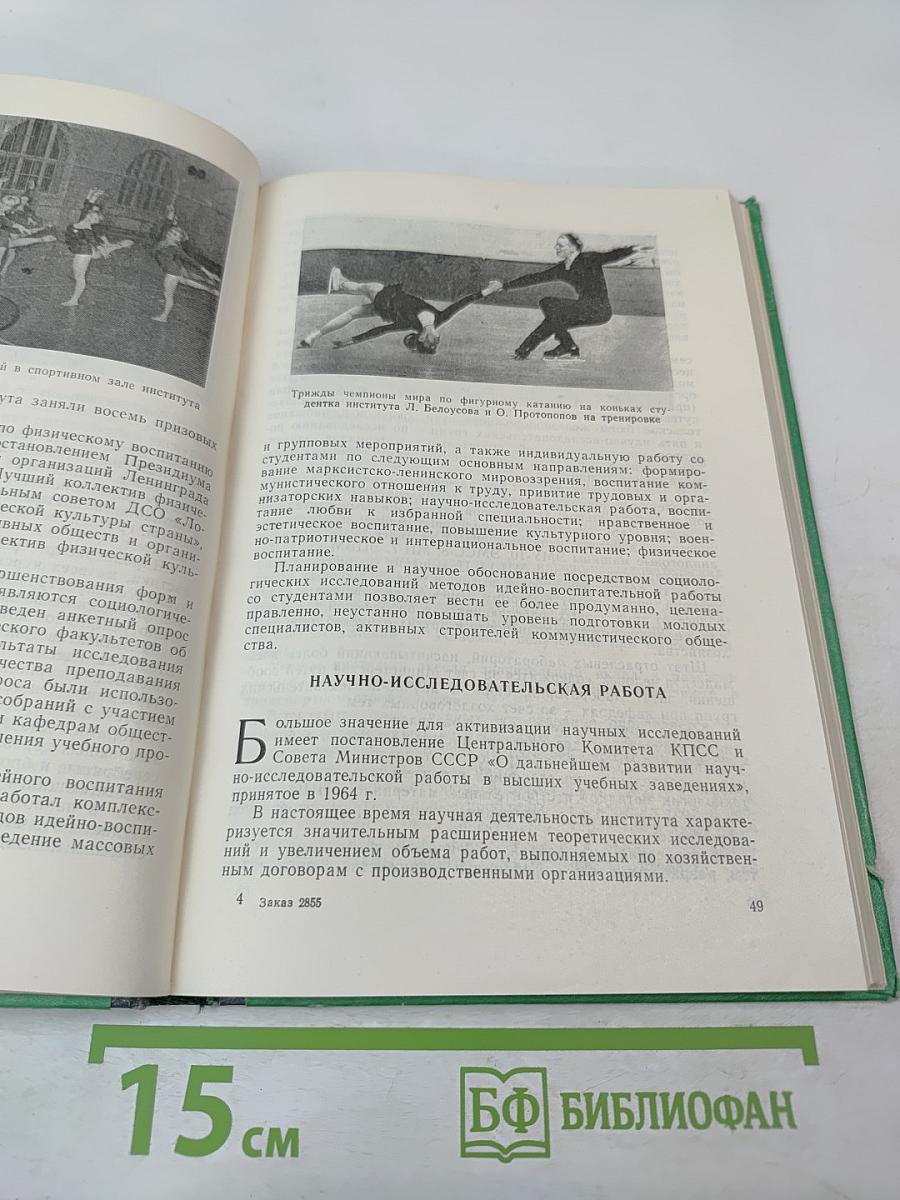 й в спортивном зале института
ута заняли восемь призовых
по физическому воспитанию
остановлением Президиума
организаций Ленинграда
Лучший коллектив физиче-
льным советом ДСО «Ло-
еской культуры страны»,
ивных обществ и органи-
лектив физической куль-
ршенствования форм и
являются социологиче-
веден анкетный опрос
еского факультетов об
льтаты исследования
чества преподавания
роса были использо-
собраний с участием
и кафедрам общест-
ления учебного про-
ейного воспитания
работал комплекс-
дов идейно-воспи-
едение массовых
Трижды чемпионы мира по фигурному катанию на коньках сту-
дентка института Л. Белоусова и О. Протопопов на тренировке
и групповых мероприятий, а также индивидуальную работу со
студентами по следующим основным направлениям: формиро-
вание марксистско-ленинского мировоззрения, воспитание ком-
мунистического отношения к труду, привитие трудовых и орга-
низаторских навыков; научно-исследовательская работа, воспи-
тание любви к избранной специальности; нравственное и
эстетическое воспитание, повышение культурного уровня; воен-
но-патриотическое и интернациональное воспитание; физическое
воспитание.
Планирование и научное обоснование посредством социоло-
гических исследований методов идейно-воспитательной работы
со студентами позволяет вести ее более продуманно, целена-
правленно, неустанно повышать уровень подготовки молодых
специалистов, активных строителей коммунистического обще-
ства.
НАУЧНО-ИССЛЕДОВАТЕЛЬСКАЯ РАБОТА
Большое значение для активизации научных исследований
имеет постановление Центрального Комитета КПСС и
Совета Министров СССР «О дальнейшем развитии науч-
но-исследовательской работы в высших учебных заведениях»,
принятое в 1964 г.
В настоящее время научная деятельность института характе-
ризуется значительным расширением теоретических исследова-
ний и увеличением объема работ, выполняемых по хозяйствен-
ным договорам с производственными организациями.
4 Заказ 2855
49
15 см
БФ БИБЛИОФАН